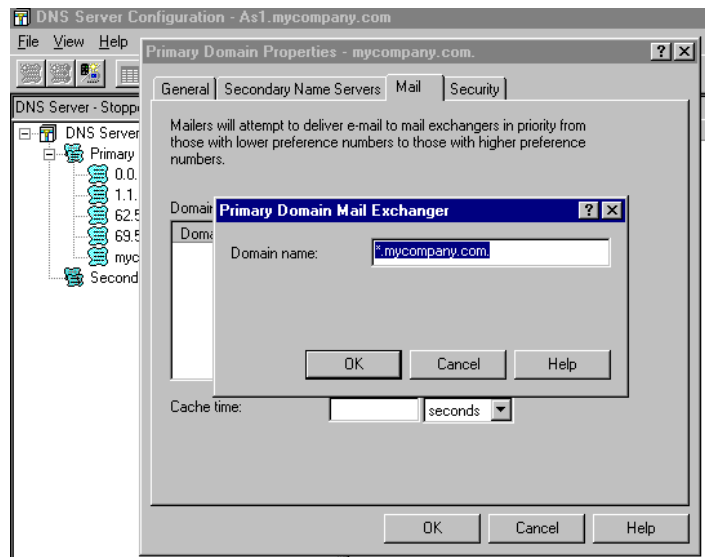 DNS Server Configuration - As1.mycompany.com
File View Help
Primary Domain Properties - mycompany.com.
General Secondary Name Servers Mail Security
DNS Server - Stopp
DNS Server
Primary
0.0.
1.1.
62.5
69.5
myc
Second
Mailers will attempt to deliver e-mail to mail exchangers in priority from
those with lower preference numbers to those with higher preference
numbers.
Domain
Doma
Primary Domain Mail Exchanger
Domain name: *.mycompany.com.
OK Cancel Help
Cache time: seconds
OK Cancel Help